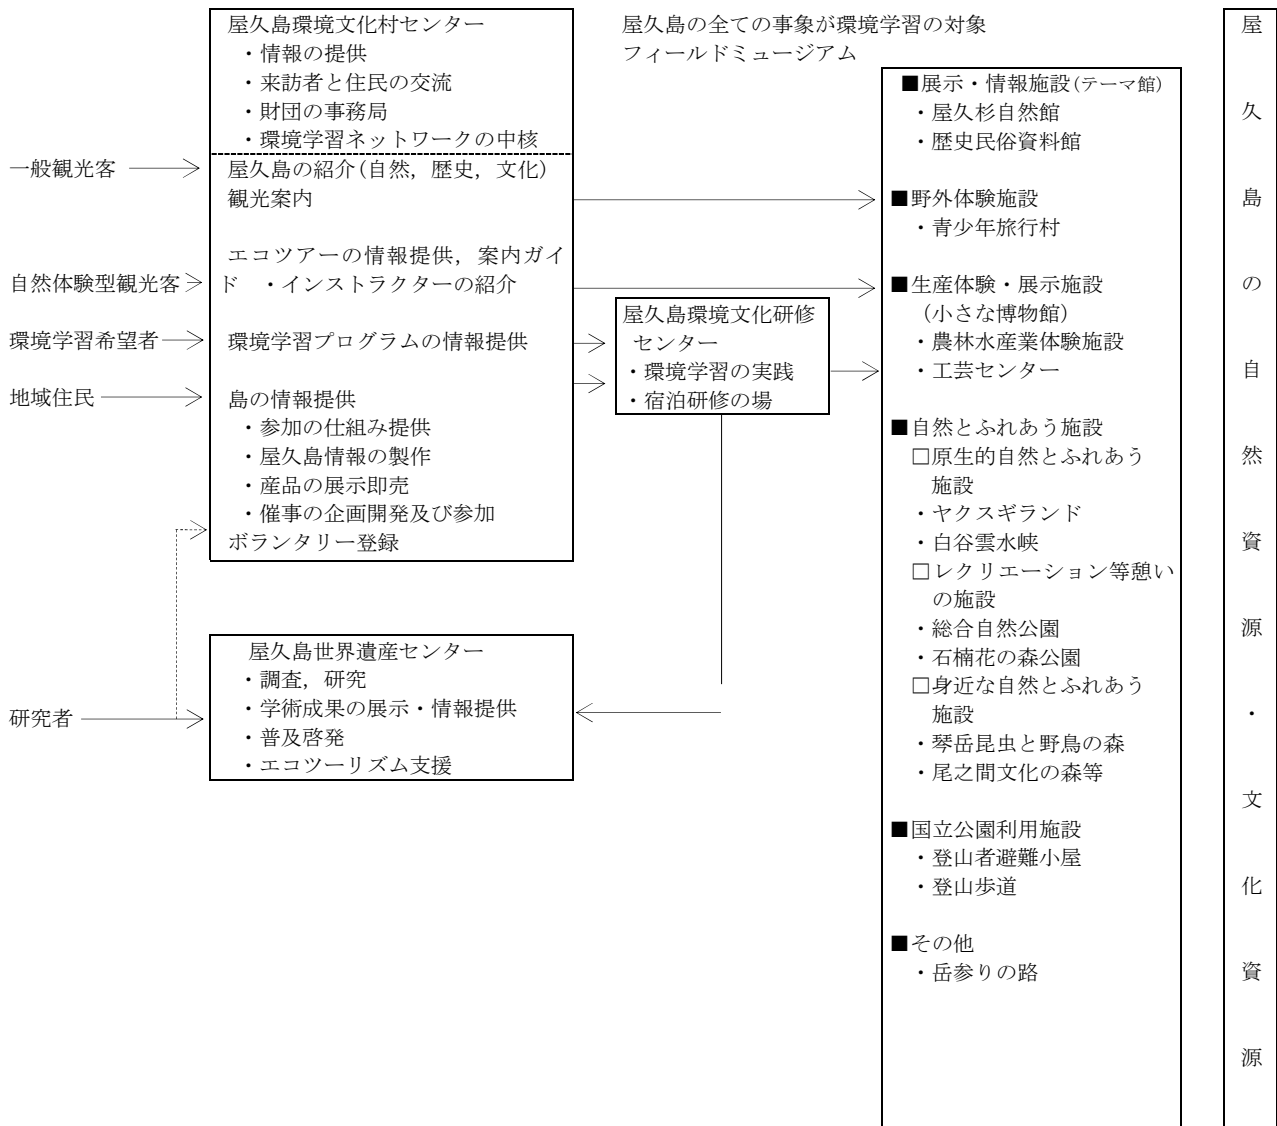 屋久島環境文化村センター
・情報の提供
・来訪者と住民の交流
・財団の事務局
・環境学習ネットワークの中核
屋久島の紹介(自然，歴史，文化)
観光案内
エコツアーの情報提供，案内ガイ
ド　・インストラクターの紹介
環境学習プログラムの情報提供
島の情報提供
・参加の仕組み提供
・屋久島情報の製作
・産品の展示即売
・催事の企画開発及び参加
ボランタリー登録
一般観光客
自然体験型観光客
環境学習希望者
地域住民
研究者
屋久島世界遺産センター
・調査，研究
・学術成果の展示・情報提供
・普及啓発
・エコツーリズム支援
屋久島の全ての事象が環境学習の対象
フィールドミュージアム
屋久島環境文化研修
センター
・環境学習の実践
・宿泊研修の場
■展示・情報施設(テーマ館)
・屋久杉自然館
・歴史民俗資料館
■野外体験施設
・青少年旅行村
■生産体験・展示施設
（小さな博物館）
・農林水産業体験施設
・工芸センター
■自然とふれあう施設
□原生的自然とふれあう
施設
・ヤクスギランド
・白谷雲水峡
□レクリエーション等憩い
の施設
・総合自然公園
・石楠花の森公園
□身近な自然とふれあう
施設
・琴岳昆虫と野鳥の森
・尾之間文化の森等
■国立公園利用施設
・登山者避難小屋
・登山歩道
■その他
・岳参りの路
屋久島の自然資源・文化資源